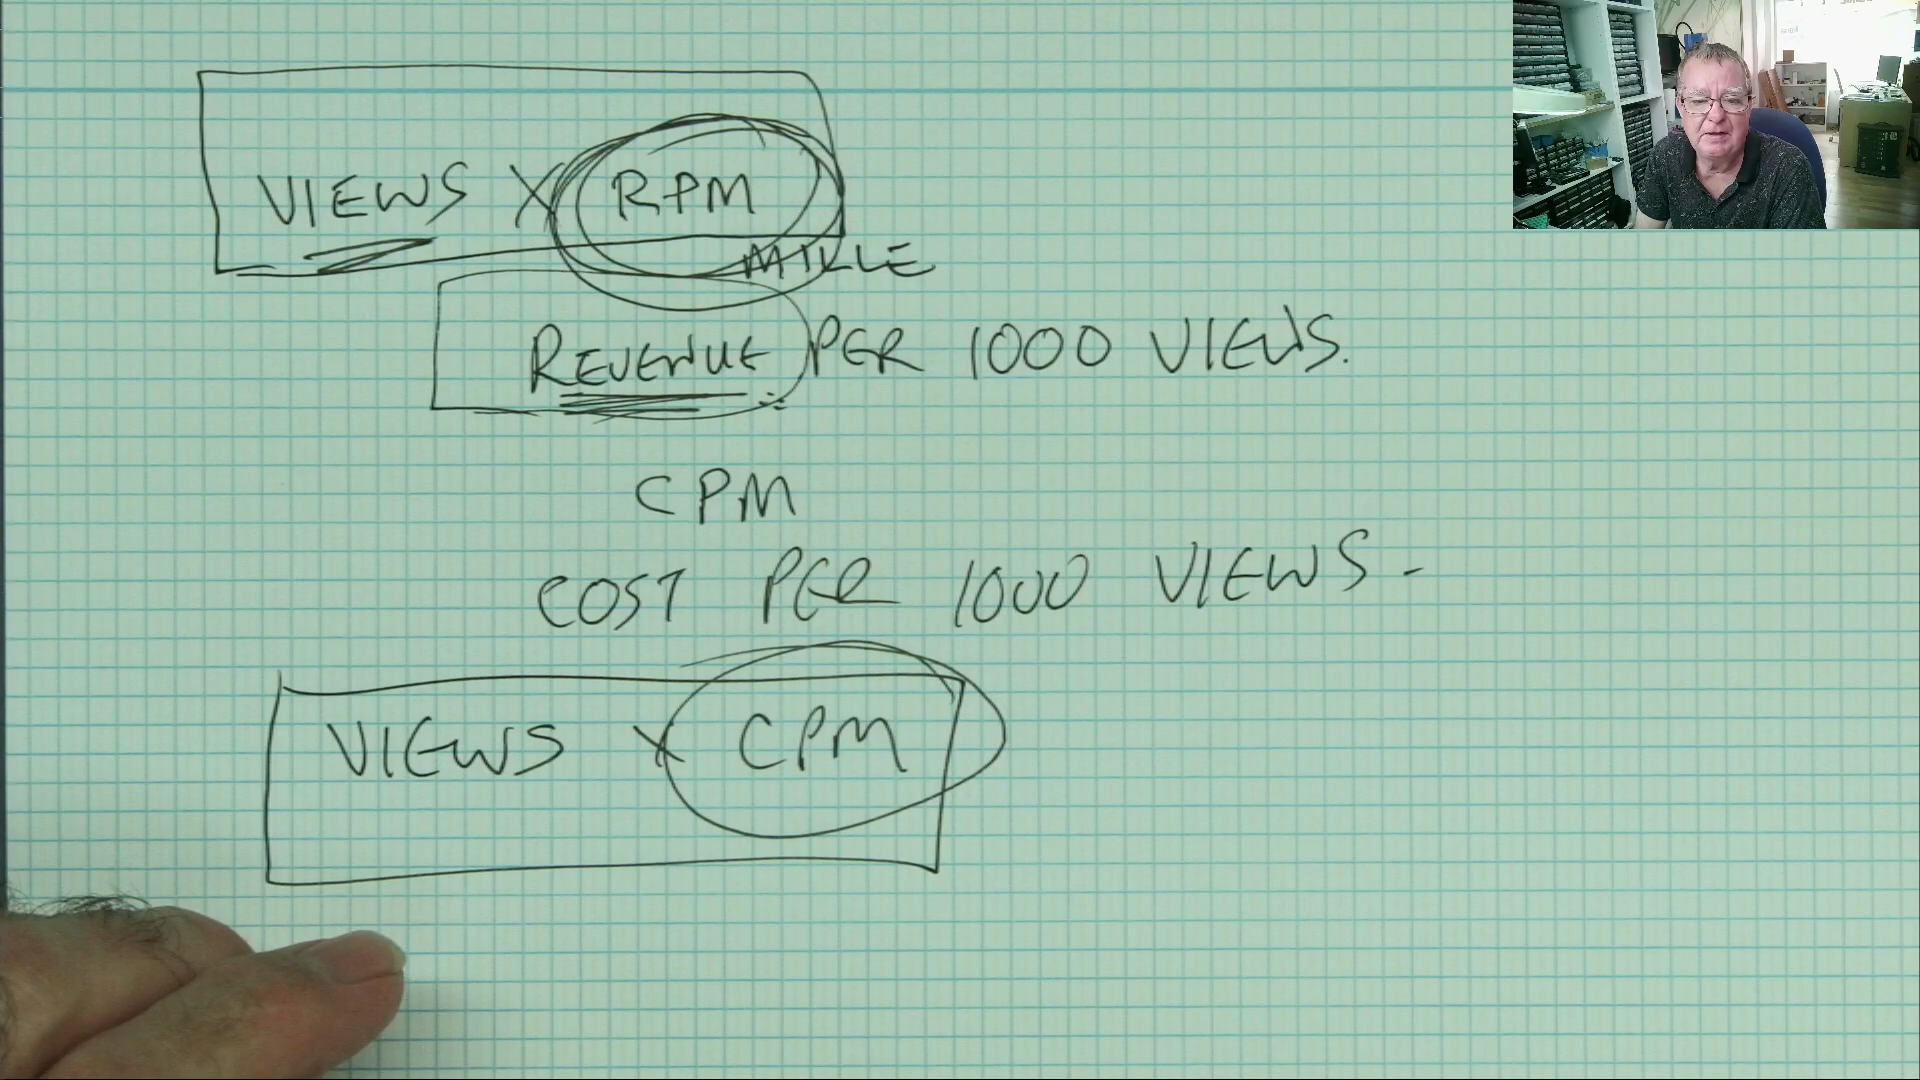 VIEWS X RPM
MILLE
REVENUE PER 1000 VIEWS.
CPM
COST PER 1000 VIEWS -
VIEWS X CPM